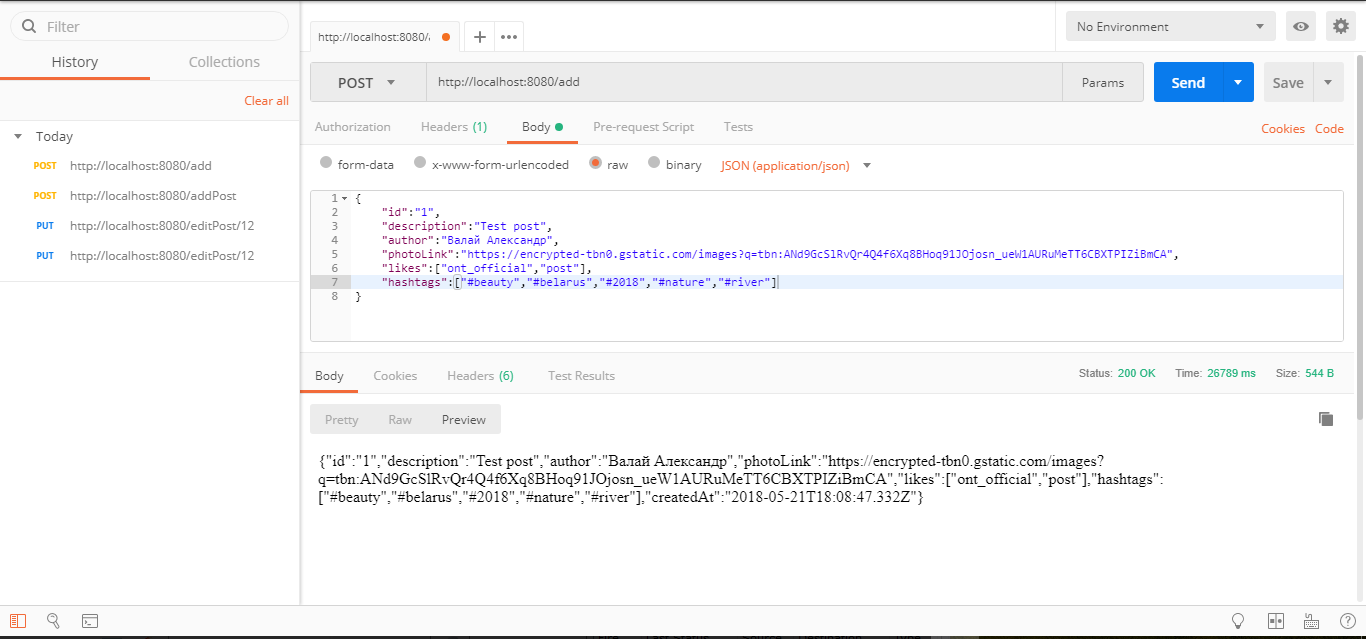 Filter
History Collections
Clear all
Today
POST http://localhost:8080/add
POST http://localhost:8080/addPost
PUT http://localhost:8080/editPost/12
PUT http://localhost:8080/editPost/12
http://localhost:8080/
No Environment
POST http://localhost:8080/add Params Send Save
Authorization Headers (1) Body Pre-request Script Tests Cookies Code
form-data x-www-form-urlencoded raw binary JSON (application/json)
1 {
2 "id":"1",
3 "description":"Test post",
4 "author":"Валай Александр",
5 "photoLink":"https://encrypted-tbn0.gstatic.com/images?q=tbn:ANd9GcSlRvQr4Q4f6Xq8BHoq91JOjosn_ueW1AURuMeTT6CBXTPIZiBmCA",
6 "likes":["ont_official","post"],
7 "hashtags":["#beauty","#belarus","#2018","#nature","#river"]
8 }
Body Cookies Headers (6) Test Results Status: 200 OK Time: 26789 ms Size: 544 B
Pretty Raw Preview
{"id":"1","description":"Test post","author":"Валай Александр","photoLink":"https://encrypted-tbn0.gstatic.com/images?
q=tbn:ANd9GcSlRvQr4Q4f6Xq8BHoq91JOjosn_ueW1AURuMeTT6CBXTPIZiBmCA","likes":["ont_official","post"],"hashtags":
["#beauty","#belarus","#2018","#nature","#river"],"createdAt":"2018-05-21T18:08:47.332Z"}